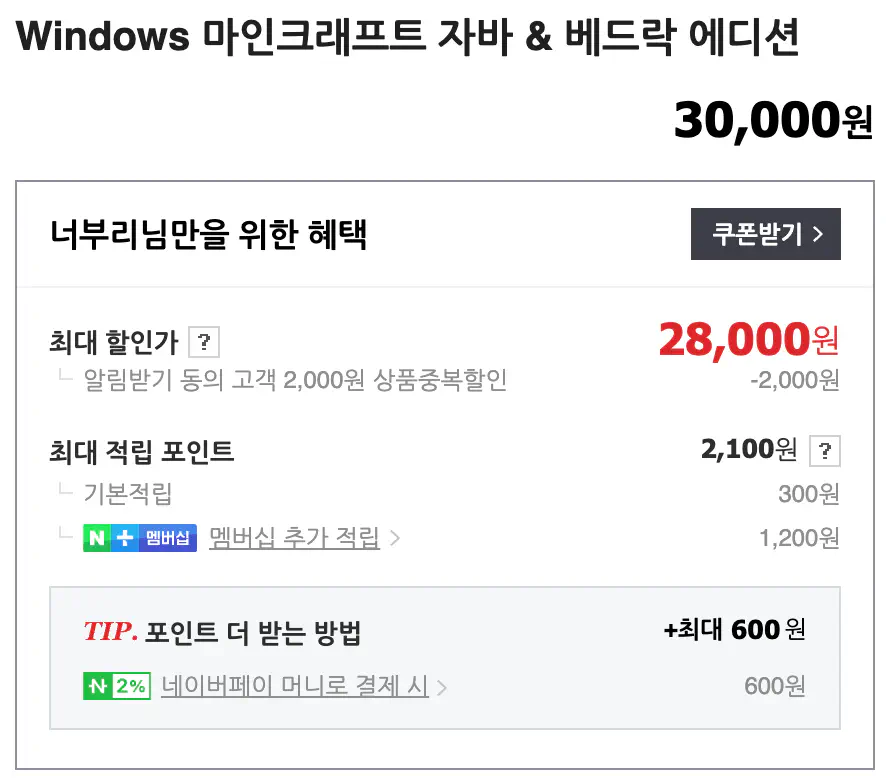 Windows 마인크래프트 자바 & 베드락 에디션
30,000원
너부리님만을 위한 혜택 쿠폰받기 >
최대 할인가 ? 28,000원
알림받기 동의 고객 2,000원 상품중복할인 -2,000원
최대 적립 포인트 2,100원 ?
기본적립 300원
N + 멤버십 멤버십 추가 적립 > 1,200원
TIP. 포인트 더 받는 방법 +최대 600원
N 2% 네이버페이 머니로 결제 시 > 600원